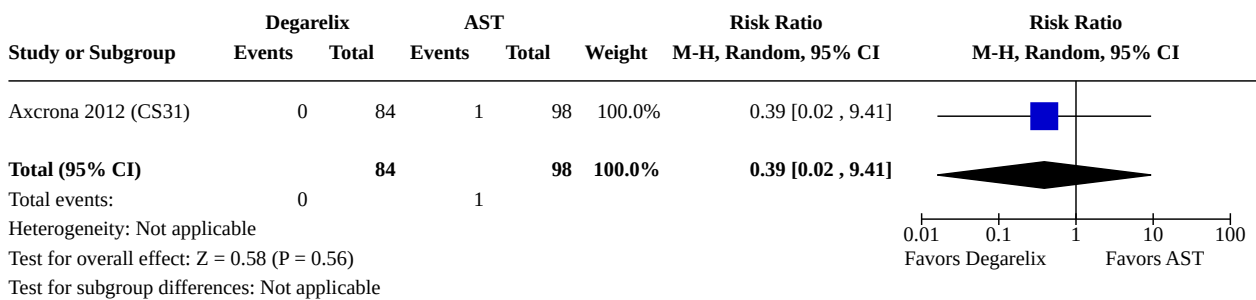 Degarelix AST Risk Ratio Risk Ratio
Study or Subgroup Events Total Events Total Weight M-H, Random, 95% CI M-H, Random, 95% CI
Axcrona 2012 (CS31) 0 84 1 98 100.0% 0.39 [0.02 , 9.41]
Total (95% CI) 84 98 100.0% 0.39 [0.02 , 9.41]
Total events: 0 1
Heterogeneity: Not applicable
0.01 0.1 1 10 100
Test for overall effect: Z = 0.58 (P = 0.56) Favors Degarelix Favors AST
Test for subgroup differences: Not applicable